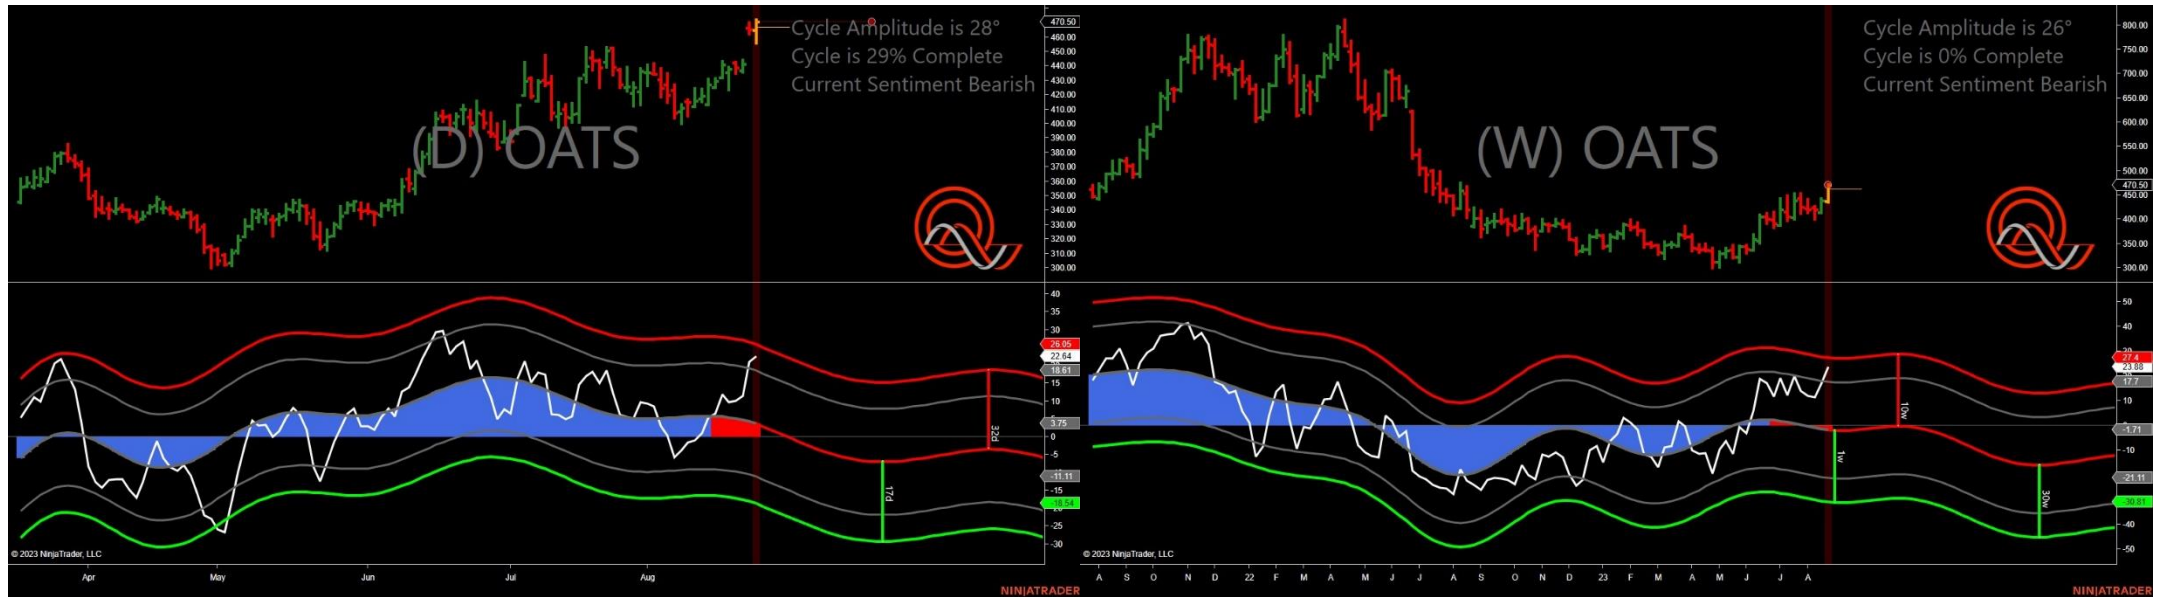 Cycle Amplitude is 28°
Cycle is 29% Complete
Current Sentiment Bearish
(D) OATS
470.50
460.00
450.00
440.00
430.00
420.00
410.00
400.00
390.00
380.00
370.00
360.00
350.00
340.00
330.00
320.00
310.00
300.00
40
35
30
26.05
22.64
18.61
15
10
5
3.75
0
-5
-11.11
-15
-18.54
-20
-25
-30
32d
17d
© 2023 NinjaTrader, LLC
Apr
May
Jun
Jul
Aug
NINJATRADER
Cycle Amplitude is 26°
Cycle is 0% Complete
Current Sentiment Bearish
(W) OATS
800.00
750.00
700.00
650.00
600.00
550.00
500.00
470.50
450.00
400.00
350.00
300.00
50
40
30
27.4
23.88
17.7
10
-1.71
-10
-21.11
-30.81
-40
-50
10w
1w
30w
© 2023 NinjaTrader, LLC
A S O N D 22 F M A M J J A S O N D 23 F M A M J J A
NINJATRADER